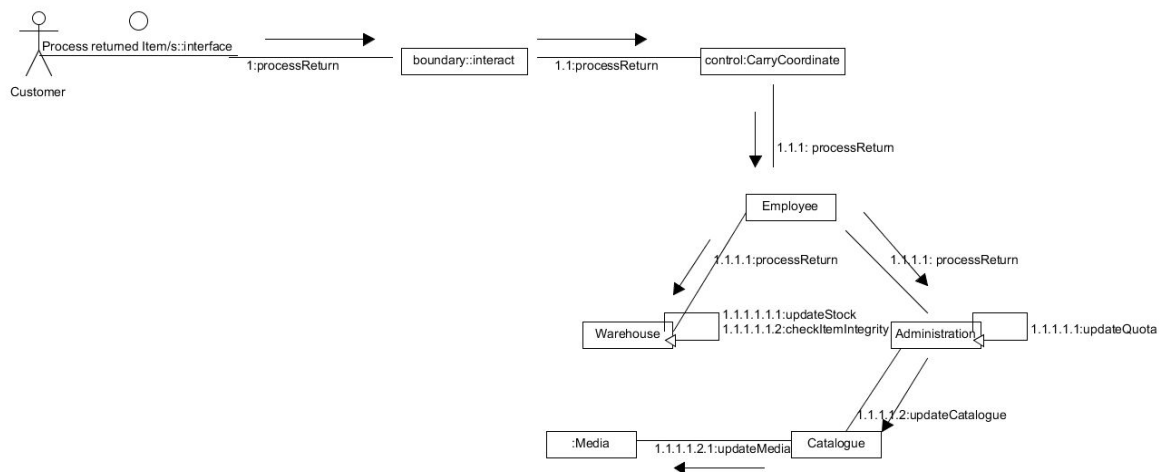 Process returned Item/s::interface
Customer
1:processReturn
boundary::interact
1.1:processReturn
control:CarryCoordinate
1.1.1: processReturn
Employee
1.1.1.1:processReturn
1.1.1.1: processReturn
Warehouse
1.1.1.1.1.1:updateStock
1.1.1.1.1.2:checkItemIntegrity
Administration
1.1.1.1.1:updateQuota
1.1.1.1.2:updateCatalogue
:Media
1.1.1.1.2.1:updateMedia
Catalogue